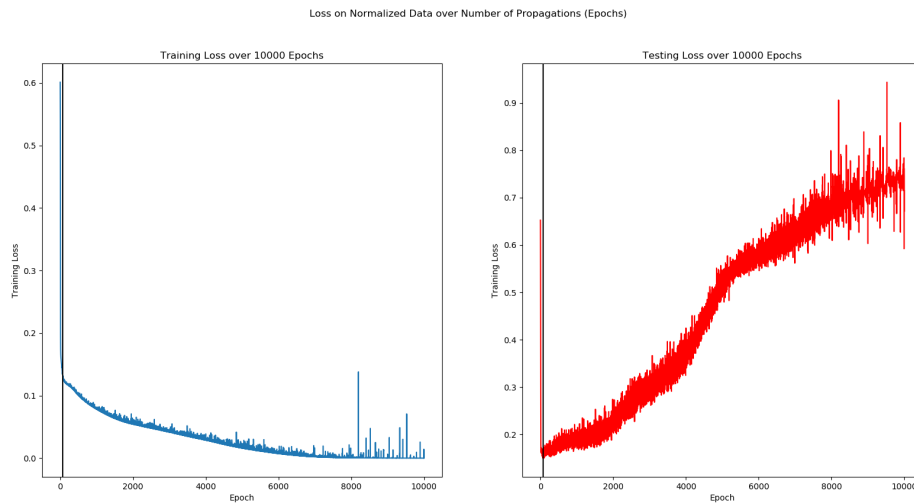 Loss on Normalized Data over Number of Propagations (Epochs)
Training Loss over 10000 Epochs
Training Loss
0.6
0.5
0.4
0.3
0.2
0.1
0.0
0 2000 4000 6000 8000 10000
Epoch
Testing Loss over 10000 Epochs
Training Loss
0.9
0.8
0.7
0.6
0.5
0.4
0.3
0.2
0 2000 4000 6000 8000 10000
Epoch